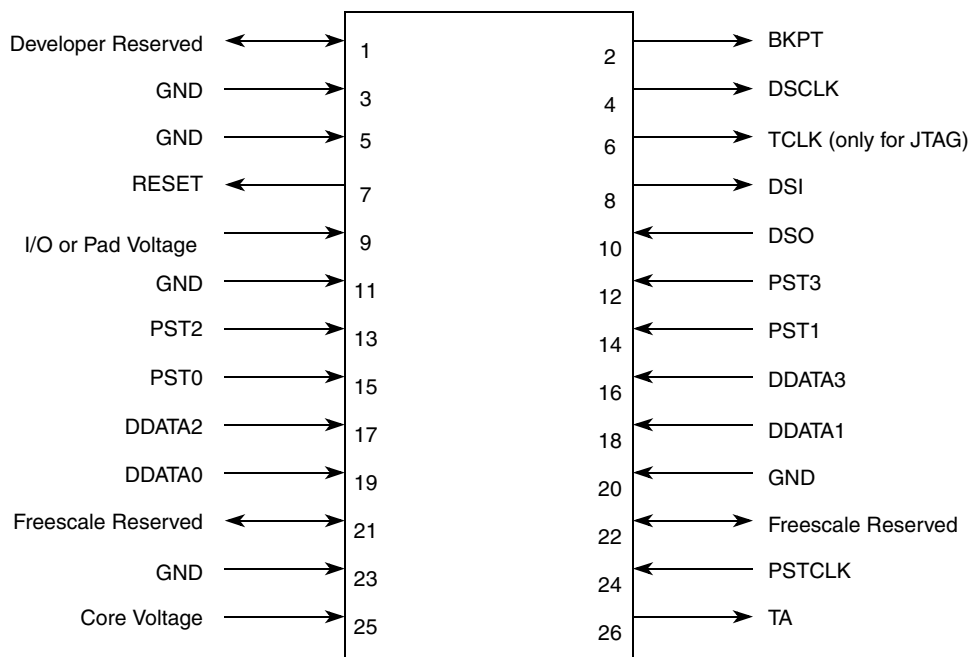 Developer Reserved 1 2 BKPT
GND 3 4 DSCLK
GND 5 6 TCLK (only for JTAG)
RESET 7 8 DSI
I/O or Pad Voltage 9 10 DSO
GND 11 12 PST3
PST2 13 14 PST1
PST0 15 16 DDATA3
DDATA2 17 18 DDATA1
DDATA0 19 20 GND
Freescale Reserved 21 22 Freescale Reserved
GND 23 24 PSTCLK
Core Voltage 25 26 TA